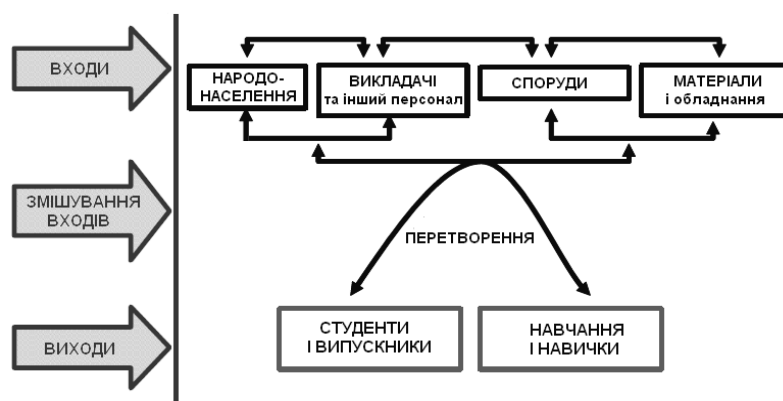 ВХОДИ
НАРОДО-
НАСЕЛЕННЯ
ВИКЛАДАЧІ
та інший персонал
СПОРУДИ
МАТЕРІАЛИ
і обладнання
ЗМІШУВАННЯ
ВХОДІВ
ПЕРЕТВОРЕННЯ
ВИХОДИ
СТУДЕНТИ
І ВИПУСКНИКИ
НАВЧАННЯ
І НАВИЧКИ